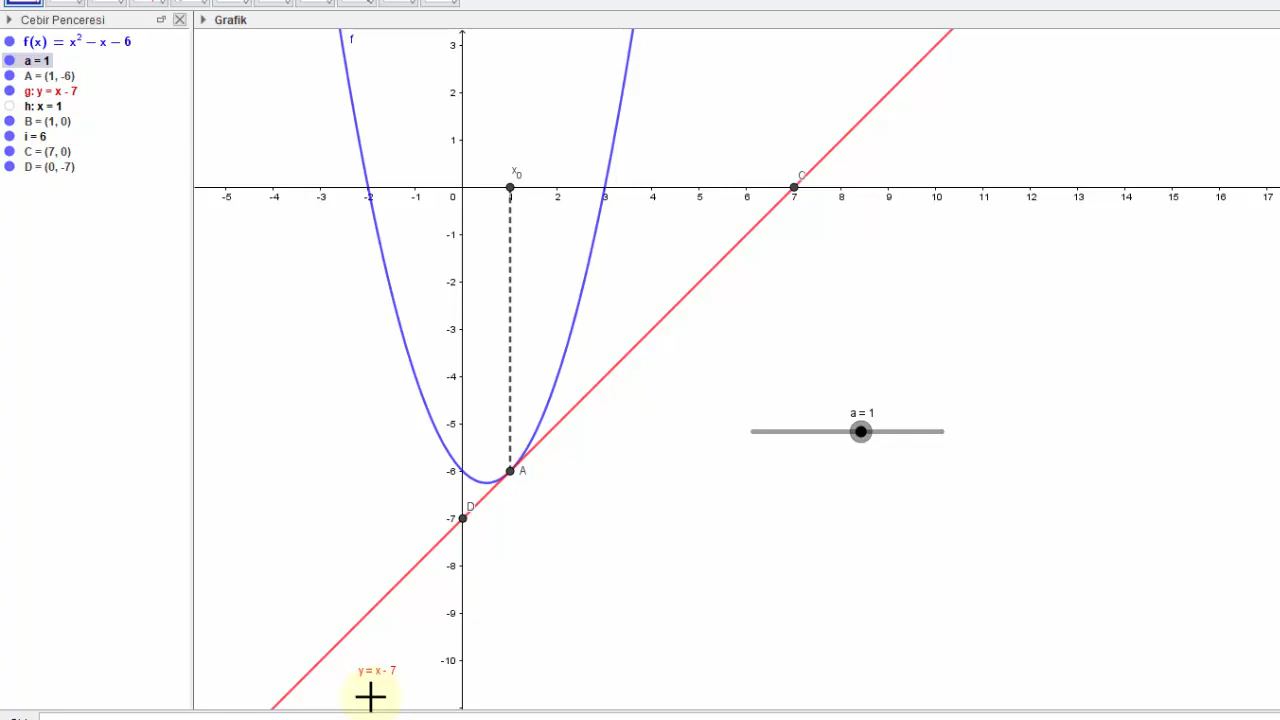 Cebir Penceresi
Grafik
f(x) = x² − x − 6
a = 1
A = (1, -6)
g: y = x - 7
h: x = 1
B = (1, 0)
i = 6
C = (7, 0)
D = (0, -7)
f
3
2
1
x₀
C
-5 -4 -3 -2 -1 0 1 2 3 4 5 6 7 8 9 10 11 12 13 14 15 16 17
-1
-2
-3
-4
a = 1
-5
-6
A
D
-7
-8
-9
-10
y = x - 7